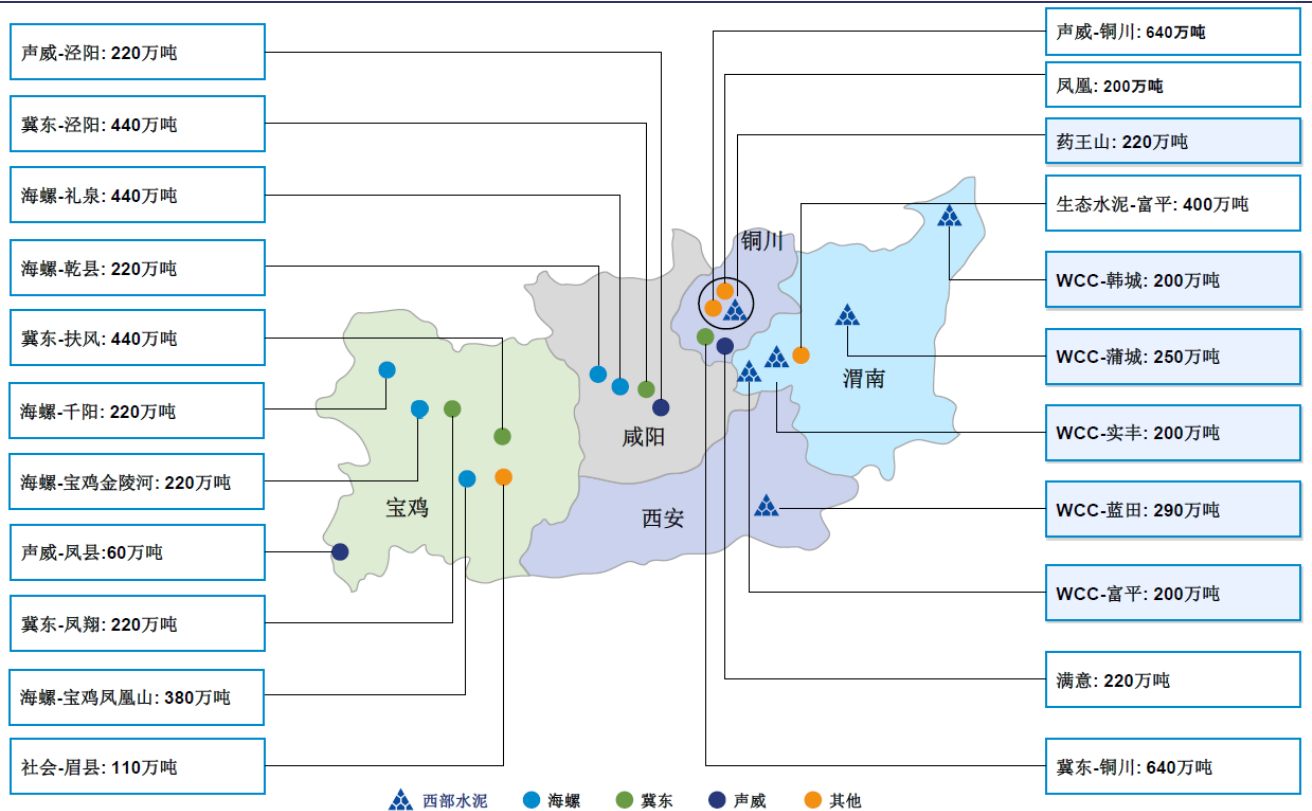 声威-泾阳: 220万吨
冀东-泾阳: 440万吨
海螺-礼泉: 440万吨
海螺-乾县: 220万吨
冀东-扶风: 440万吨
海螺-千阳: 220万吨
海螺-宝鸡金陵河: 220万吨
声威-凤县:60万吨
冀东-凤翔: 220万吨
海螺-宝鸡凤凰山: 380万吨
社会-眉县: 110万吨
铜川
渭南
咸阳
宝鸡
西安
声威-铜川: 640万吨
凤凰: 200万吨
药王山: 220万吨
生态水泥-富平: 400万吨
WCC-韩城: 200万吨
WCC-蒲城: 250万吨
WCC-实丰: 200万吨
WCC-蓝田: 290万吨
WCC-富平: 200万吨
满意: 220万吨
冀东-铜川: 640万吨
西部水泥 海螺 冀东 声威 其他